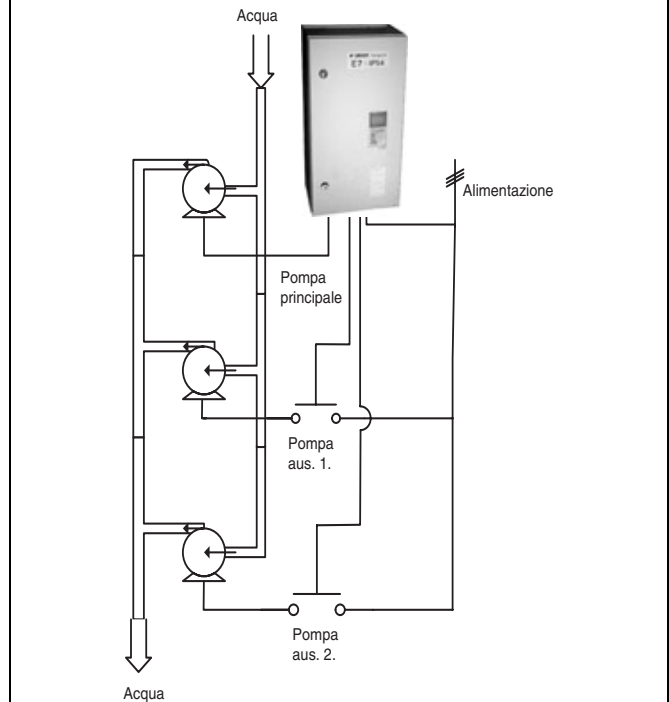 Acqua
E7 - IP54
Alimentazione
Pompa
principale
Pompa
aus. 1.
Pompa
aus. 2.
Acqua